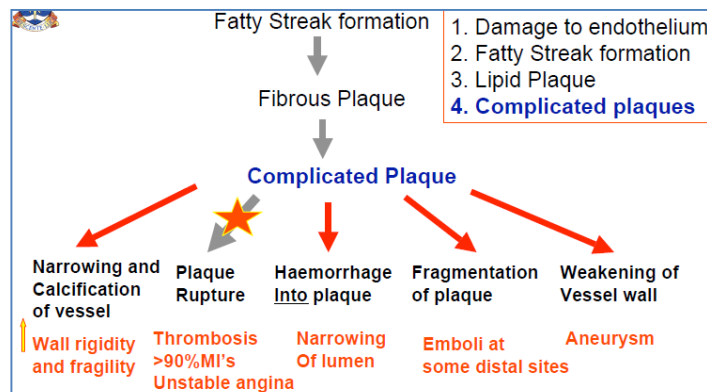 Fatty Streak formation
Fibrous Plaque
Complicated Plaque
1. Damage to endothelium
2. Fatty Streak formation
3. Lipid Plaque
4. Complicated plaques
Narrowing and
Calcification
of vessel
Wall rigidity
and fragility
Plaque
Rupture
Thrombosis
>90%MI's
Unstable angina
Haemorrhage
Into plaque
Narrowing
Of lumen
Fragmentation
of plaque
Emboli at
some distal sites
Weakening of
Vessel wall
Aneurysm